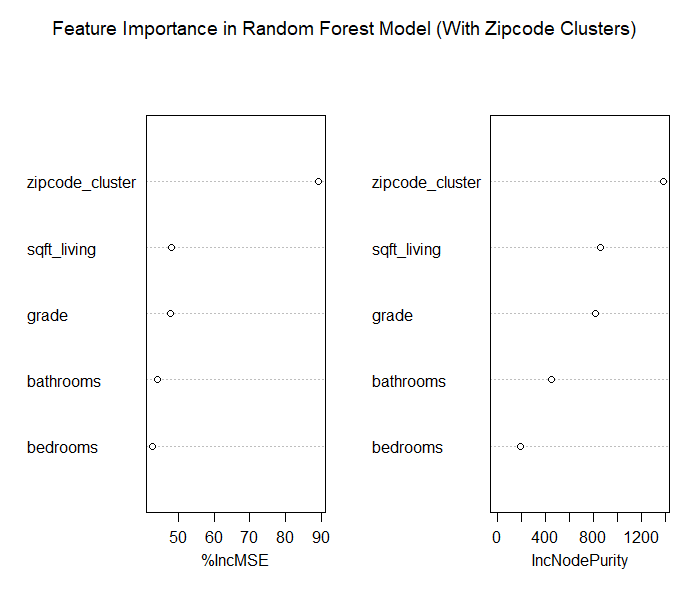 Feature Importance in Random Forest Model (With Zipcode Clusters)
zipcode_cluster
sqft_living
grade
bathrooms
bedrooms
50 60 70 80 90
%IncMSE
zipcode_cluster
sqft_living
grade
bathrooms
bedrooms
0 400 800 1200
IncNodePurity